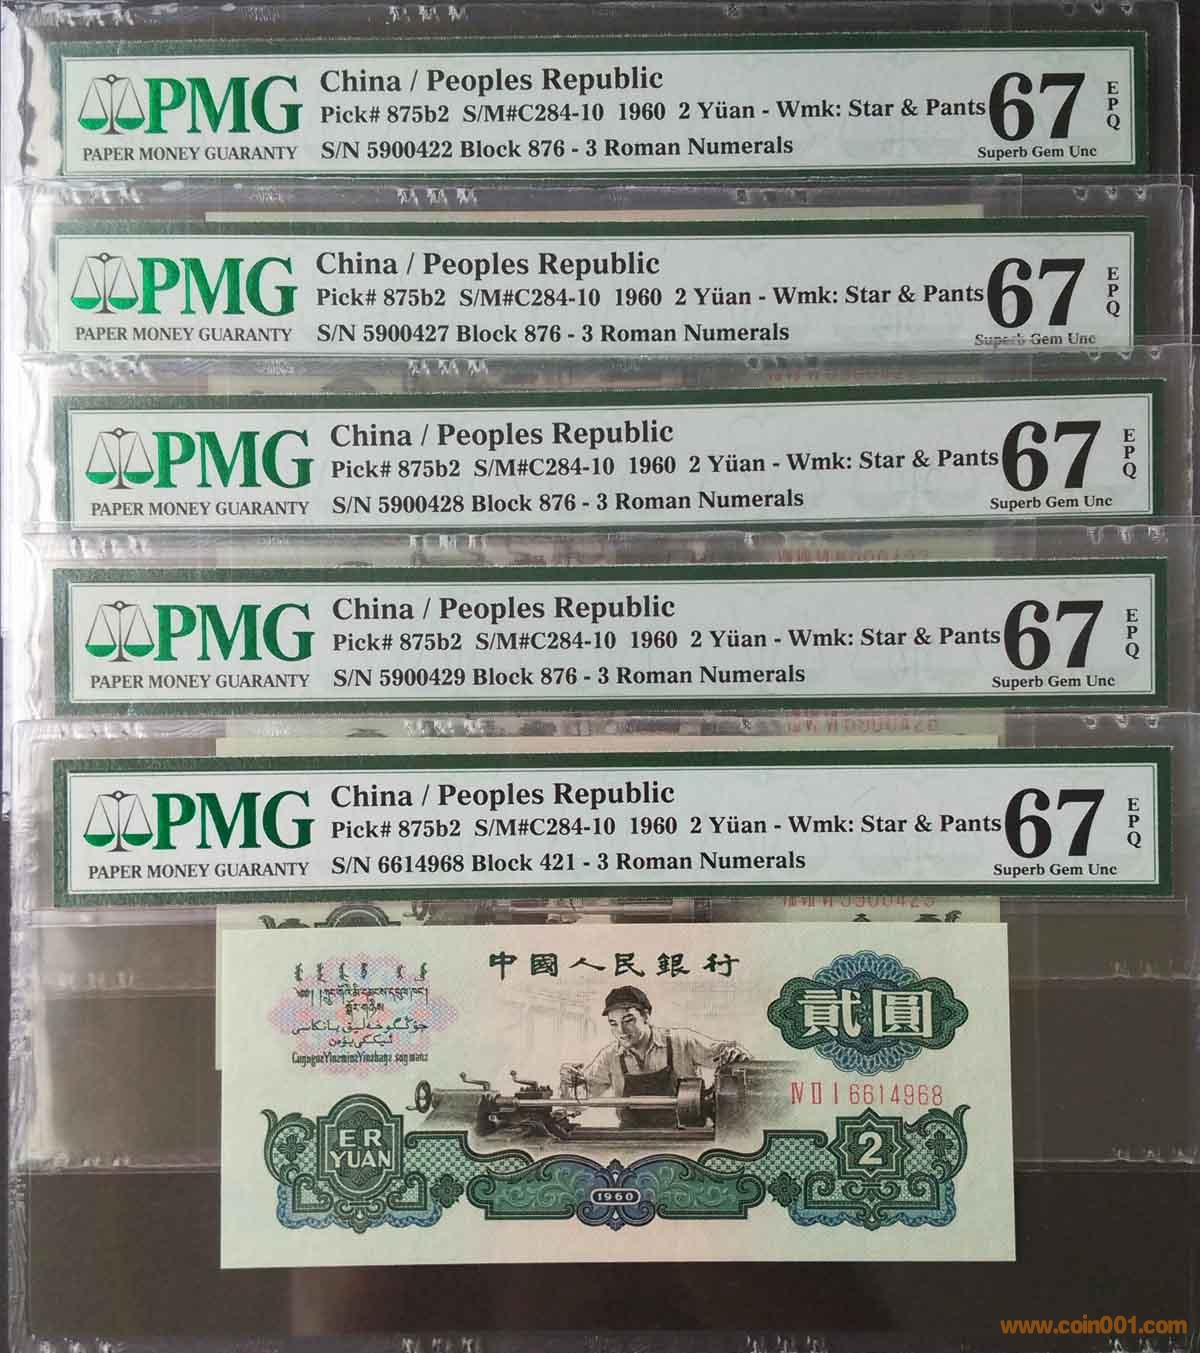 PMG
PAPER MONEY GUARANTY
China / Peoples Republic
Pick# 875b2 S/M#C284-10 1960 2 Yüan - Wmk: Star & Pants
S/N 5900422 Block 876 - 3 Roman Numerals
67
EPQ
Superb Gem Unc
PMG
PAPER MONEY GUARANTY
China / Peoples Republic
Pick# 875b2 S/M#C284-10 1960 2 Yüan - Wmk: Star & Pants
S/N 5900427 Block 876 - 3 Roman Numerals
67
EPQ
Superb Gem Unc
PMG
PAPER MONEY GUARANTY
China / Peoples Republic
Pick# 875b2 S/M#C284-10 1960 2 Yüan - Wmk: Star & Pants
S/N 5900428 Block 876 - 3 Roman Numerals
67
EPQ
Superb Gem Unc
PMG
PAPER MONEY GUARANTY
China / Peoples Republic
Pick# 875b2 S/M#C284-10 1960 2 Yüan - Wmk: Star & Pants
S/N 5900429 Block 876 - 3 Roman Numerals
67
EPQ
Superb Gem Unc
PMG
PAPER MONEY GUARANTY
China / Peoples Republic
Pick# 875b2 S/M#C284-10 1960 2 Yüan - Wmk: Star & Pants
S/N 6614968 Block 421 - 3 Roman Numerals
67
EPQ
Superb Gem Unc
中國人民銀行
貳圓
Ⅳ Ⅱ Ⅰ 6614968
ER
YUAN
2
1960
www.coin001.com